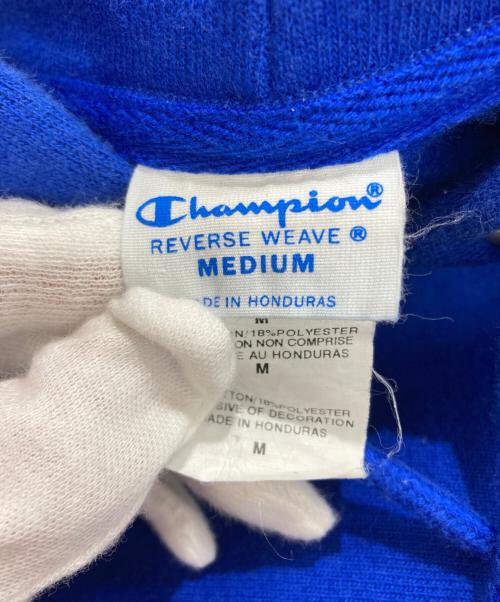 Champion®
REVERSE WEAVE ®
MEDIUM
ADE IN HONDURAS
M
ON/18%POLYESTER
ON NON COMPRISE
E AU HONDURAS
M
TTON/18%POLYESTER
SIVE OF DECORATION
ADE IN HONDURAS
M